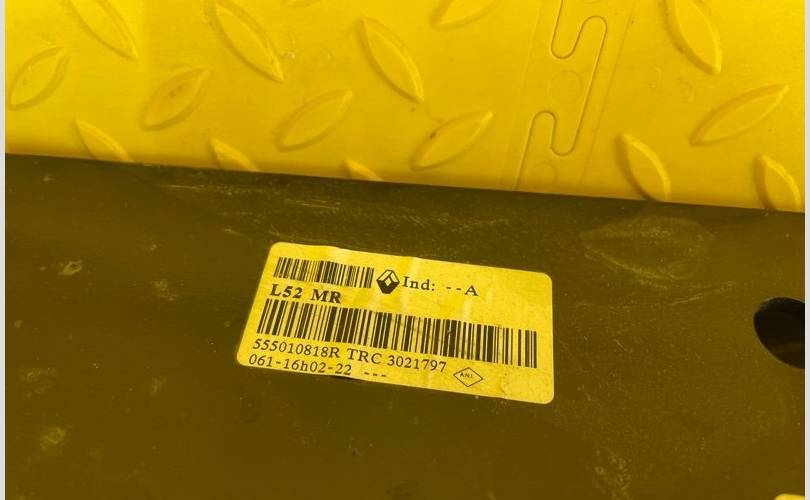 Ind: --A
L52 MR
555010818R TRC 3021797
061-16h02-22 ---
A.N.I.